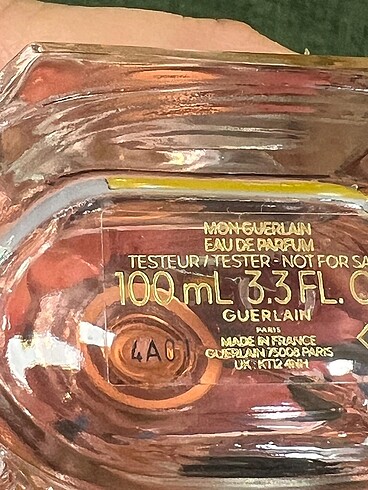 MON GUERLAIN
EAU DE PARFUM
TESTEUR / TESTER - NOT FOR SA
100 mL 3.3 FL. O
GUERLAIN
PARIS
MADE IN FRANCE
GUERLAIN 75008 PARIS
UK : KT12 4NH
4A01